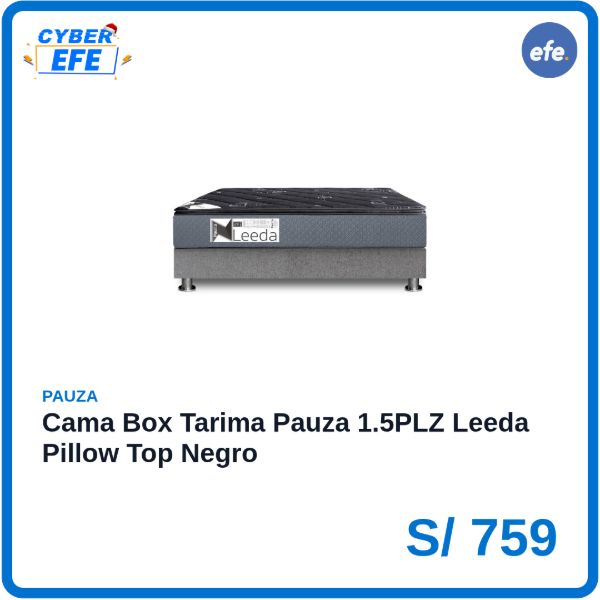 CYBER
EFE
efe.
Leeda
PAUZA
Cama Box Tarima Pauza 1.5PLZ Leeda
Pillow Top Negro
S/ 759